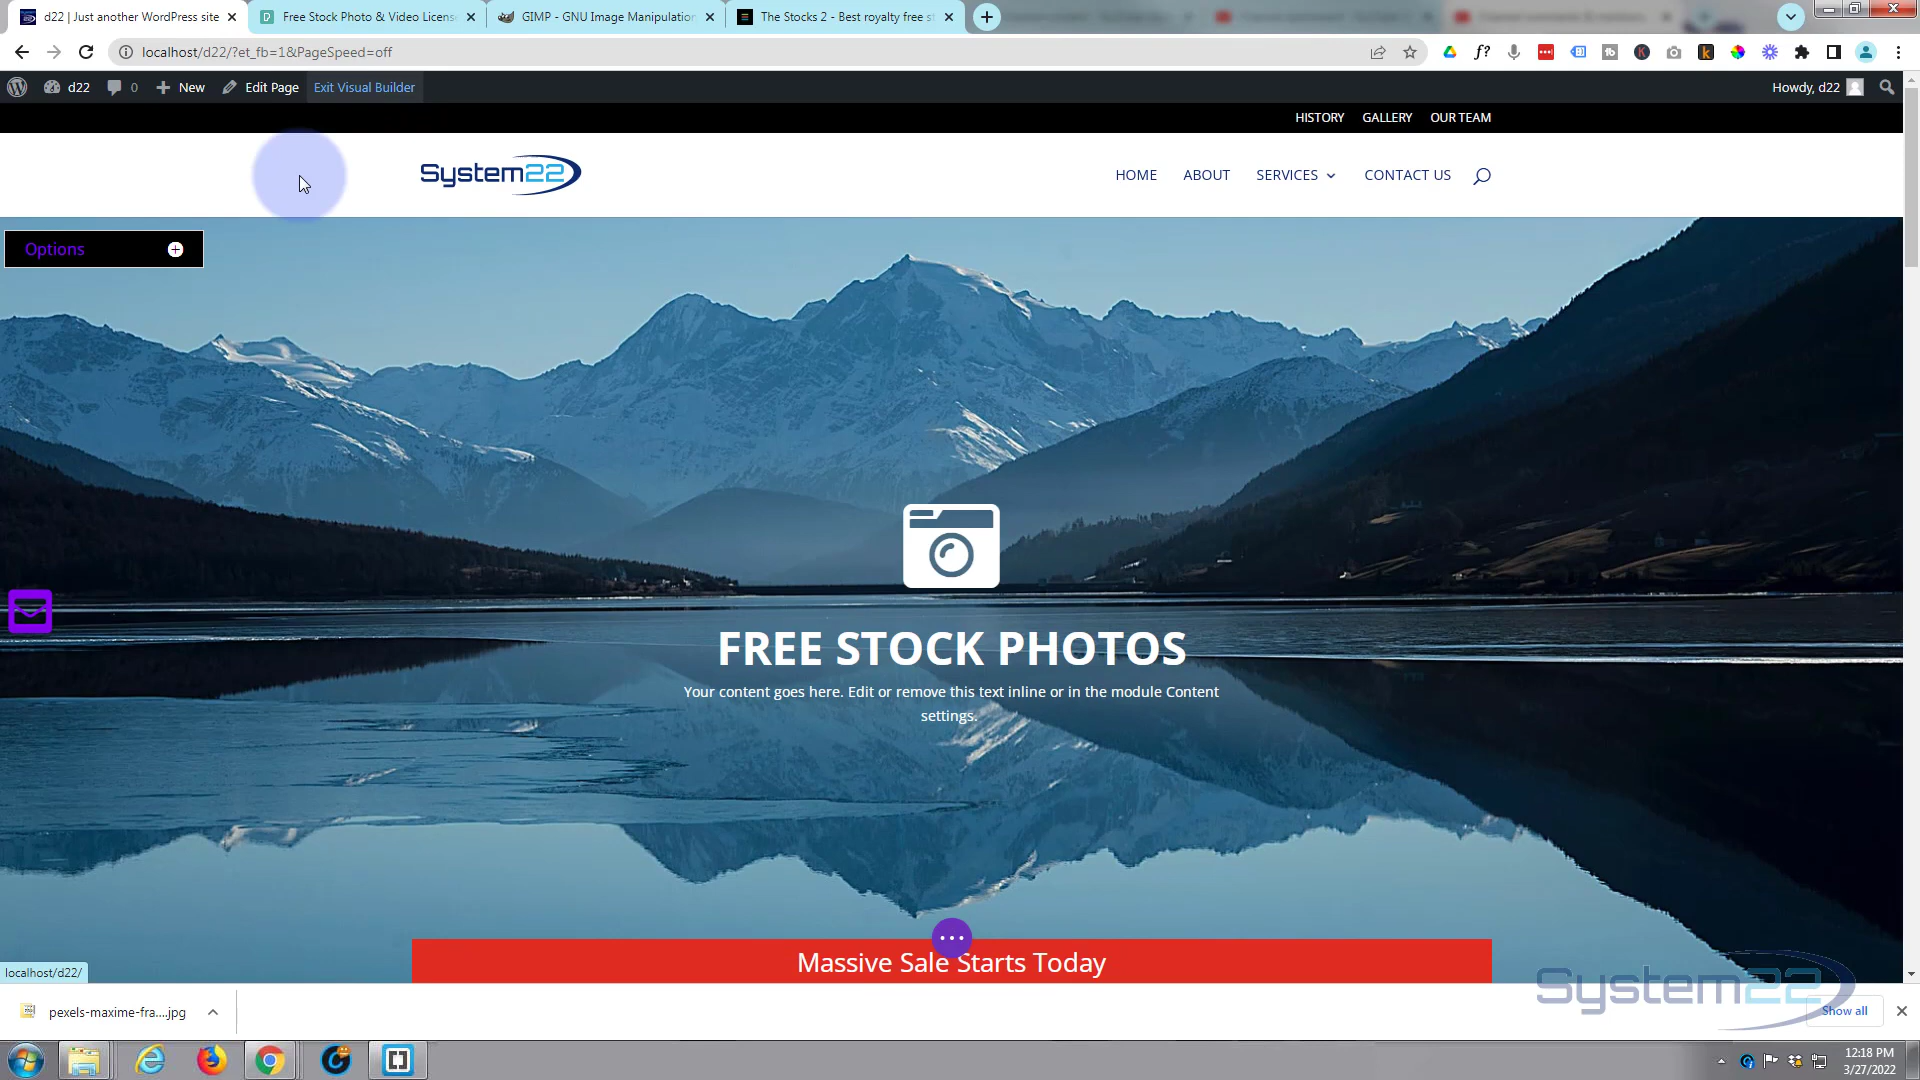 d22 | Just another WordPress site
Free Stock Photo & Video Licens
GIMP - GNU Image Manipulation
The Stocks 2 - Best royalty free s
localhost/d22/?et_fb=1&PageSpeed=off
d22
0
New
Edit Page
Exit Visual Builder
Howdy, d22
HISTORY
GALLERY
OUR TEAM
System22
HOME
ABOUT
SERVICES
CONTACT US
Options
FREE STOCK PHOTOS
Your content goes here. Edit or remove this text inline or in the module Content
settings.
Massive Sale Starts Today
localhost/d22/
System22
pexels-maxime-fra....jpg
Show all
12:18 PM
3/27/2022